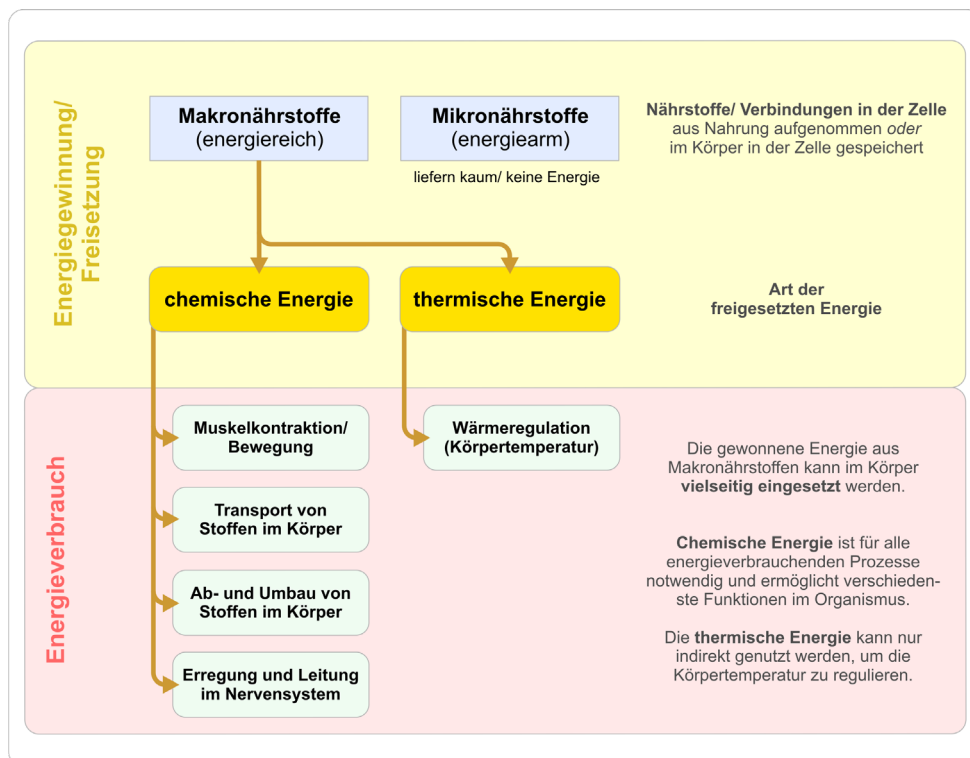 Energiegewinnung/
Freisetzung
Makronährstoffe
(energiereich)
Mikronährstoffe
(energiearm)
liefern kaum/ keine Energie
Nährstoffe/ Verbindungen in der Zelle
aus Nahrung aufgenommen oder
im Körper in der Zelle gespeichert
chemische Energie
thermische Energie
Art der
freigesetzten Energie
Energieverbrauch
Muskelkontraktion/
Bewegung
Transport von
Stoffen im Körper
Ab- und Umbau von
Stoffen im Körper
Erregung und Leitung
im Nervensystem
Wärmeregulation
(Körpertemperatur)
Die gewonnene Energie aus
Makronährstoffen kann im Körper
vielseitig eingesetzt werden.
Chemische Energie ist für alle
energieverbrauchenden Prozesse
notwendig und ermöglicht verschieden-
ste Funktionen im Organismus.
Die thermische Energie kann nur
indirekt genutzt werden, um die
Körpertemperatur zu regulieren.